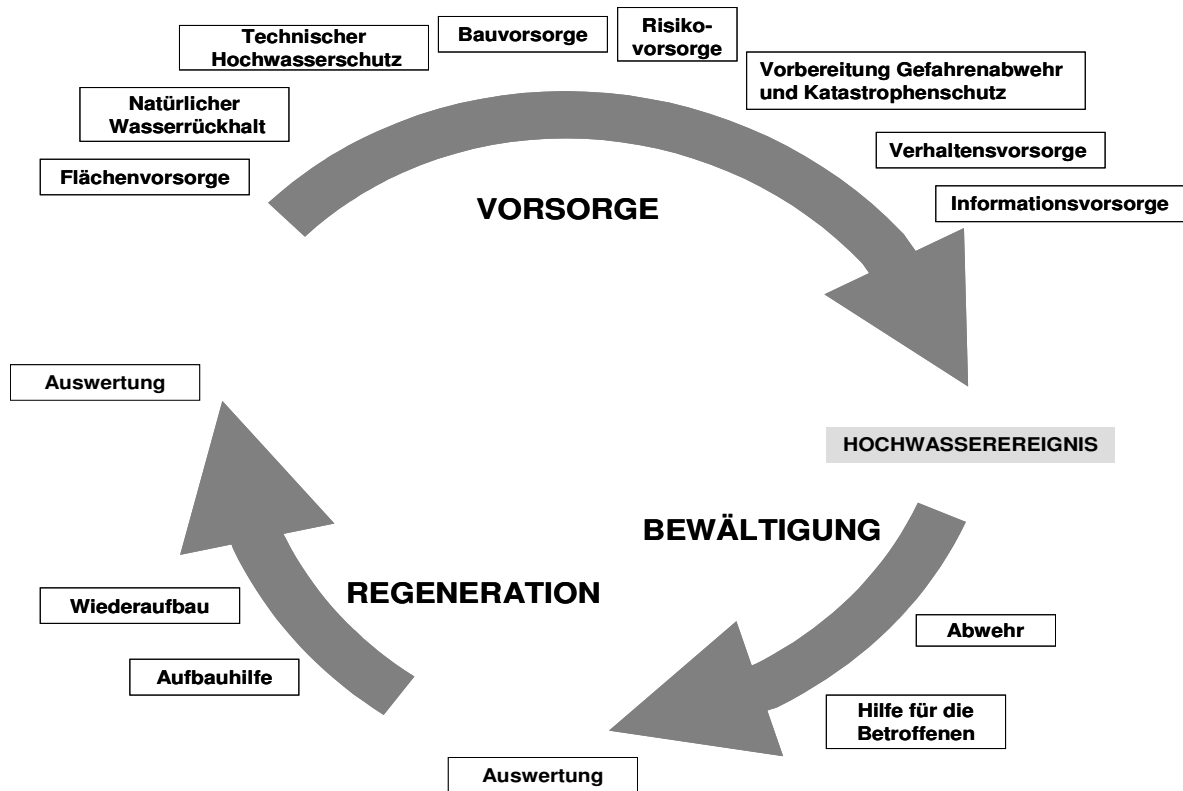 Technischer
Hochwasserschutz
Bauvorsorge
Risiko-
vorsorge
Vorbereitung Gefahrenabwehr
und Katastrophenschutz
Natürlicher
Wasserrückhalt
Verhaltensvorsorge
Flächenvorsorge
Informationsvorsorge
VORSORGE
Auswertung
HOCHWASSEREREIGNIS
BEWÄLTIGUNG
REGENERATION
Wiederaufbau
Abwehr
Aufbauhilfe
Hilfe für die
Betroffenen
Auswertung